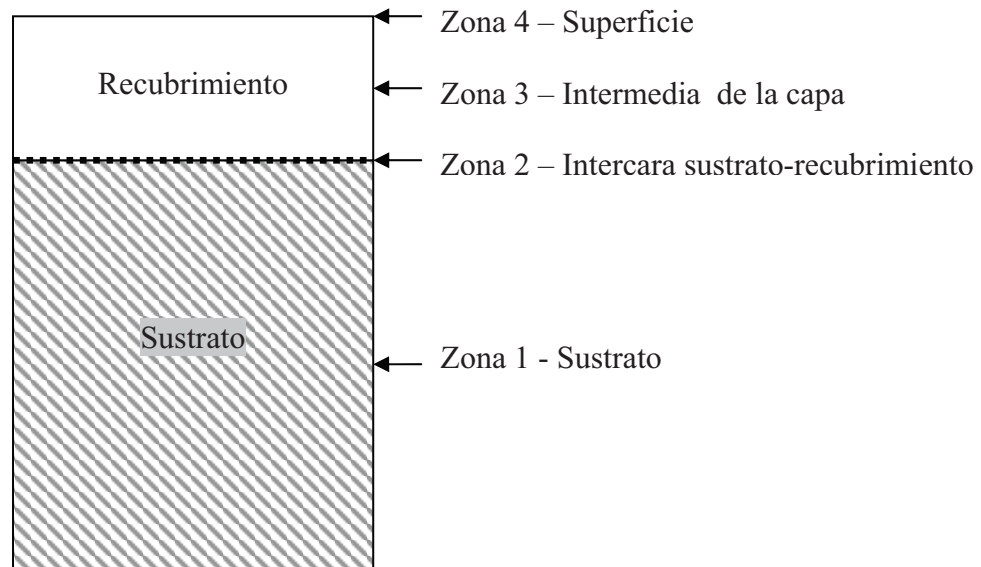 Zona 4 – Superficie
Recubrimiento
Zona 3 – Intermedia de la capa
Zona 2 – Intercara sustrato-recubrimiento
Sustrato
Zona 1 - Sustrato